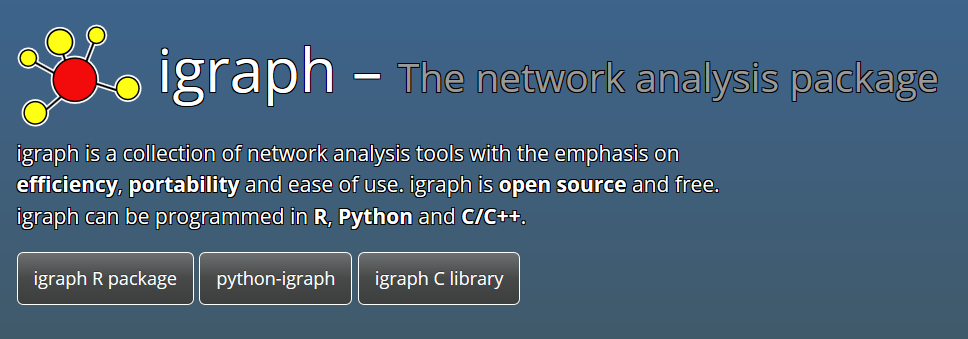 igraph – The network analysis package
igraph is a collection of network analysis tools with the emphasis on
efficiency, portability and ease of use. igraph is open source and free.
igraph can be programmed in R, Python and C/C++.
igraph R package python-igraph igraph C library